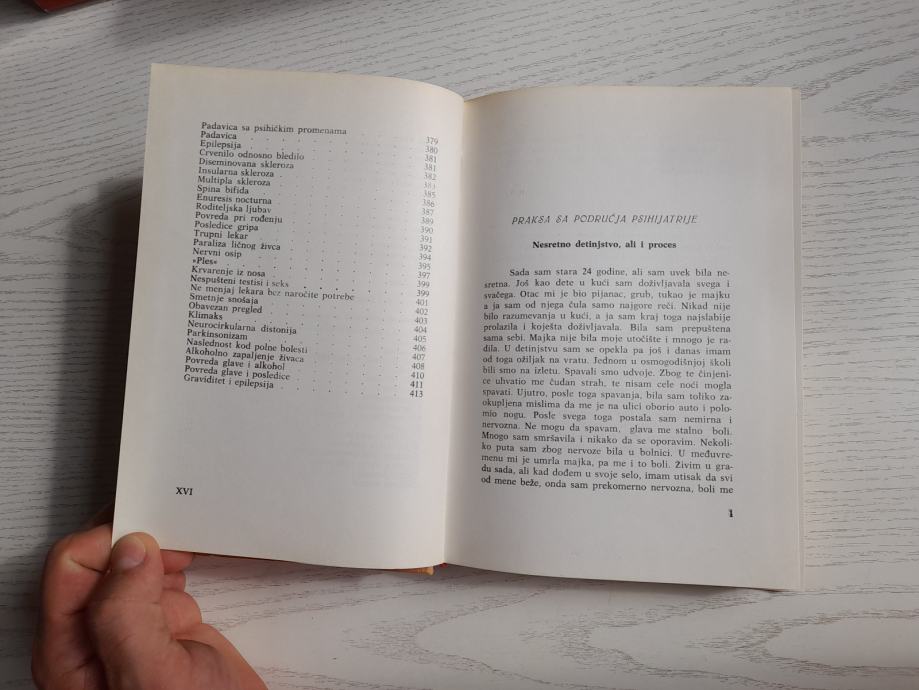 Padavica sa psihičkim promenama . . . 379
Padavica . . . 380
Epilepsija . . . 381
Crvenilo odnosno bledilo . . . 381
Diseminovana skleroza . . . 382
Insularna skleroza . . . 383
Multipla skleroza . . . 385
Spina bifida . . . 386
Enuresis nocturna . . . 387
Roditeljska ljubav . . . 389
Povreda pri rođenju . . . 390
Posledice gripa . . . 391
Trupni lekar . . . 392
Paraliza ličnog živca . . . 394
Nervni osip . . . 395
»Ples« . . . 397
Krvarenje iz nosa . . . 399
Nespušteni testisi i seks . . . 399
Ne menjaj lekara bez naročite potrebe . . . 401
Smetnje snošaja . . . 402
Obavezan pregled . . . 403
Klimaks . . . 404
Neurocirkularna distonija . . . 405
Parkinsonizam . . . 406
Naslednost kod polne bolesti . . . 407
Alkoholno zapaljenje živaca . . . 408
Povreda glave i alkohol . . . 410
Povreda glave i posledice . . . 411
Graviditet i epilepsija . . . 413
XVI
PRAKSA SA PODRUČJA PSIHIJATRIJE
Nesretno detinjstvo, ali i proces
Sada sam stara 24 godine, ali sam uvek bila ne-
sretna. Još kao dete u kući sam doživljavala svega i
svačega. Otac mi je bio pijanac, grub, tukao je majku
a ja sam od njega čula samo najgore reči. Nikad nije
bilo razumevanja u kući, a ja sam kraj toga najslabije
prolazila i koješta doživljavala. Bila sam prepuštena
sama sebi. Majka nije bila moje utočište i mnogo je ra-
dila. U detinjstvu sam se opekla pa još i danas imam
od toga ožiljak na vratu. Jednom u osmogodišnjoj školi
bili smo na izletu. Spavali smo udvoje. Zbog te činjeni-
ce uhvatio me čudan strah, te nisam cele noći mogla
spavati. Ujutro, posle toga spavanja, bila sam toliko za-
okupljena mislima da me je na ulici oborio auto i polo-
mio nogu. Posle svega toga postala sam nemirna i
nervozna. Ne mogu da spavam, glava me stalno boli.
Mnogo sam smršavila i nikako da se oporavim. Nekoli-
ko puta sam zbog nervoze bila u bolnici. U međuvre-
menu mi je umrla majka, pa me i to boli. Živim u gra-
du sada, ali kad dođem u svoje selo, imam utisak da svi
od mene beže, onda sam prekomerno nervozna, boli me
1